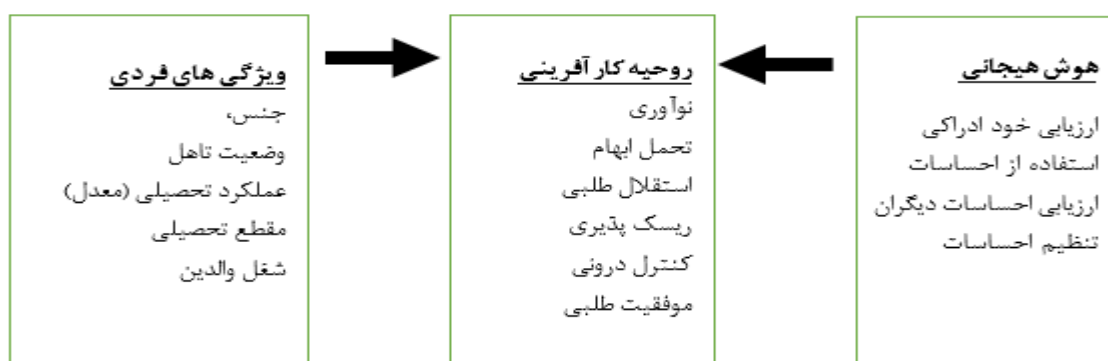 هوش هیجانی
ارزیابی خود ادراکی
استفاده از احساسات
ارزیابی احساسات دیگران
تنظیم احساسات
روحیه کارآفرینی
نوآوری
تحمل ابهام
استقلال طلبی
ریسک پذیری
کنترل درونی
موفقیت طلبی
ویژگی های فردی
جنس،
وضعیت تاهل
عملکرد تحصیلی (معدل)
مقطع تحصیلی
شغل والدین